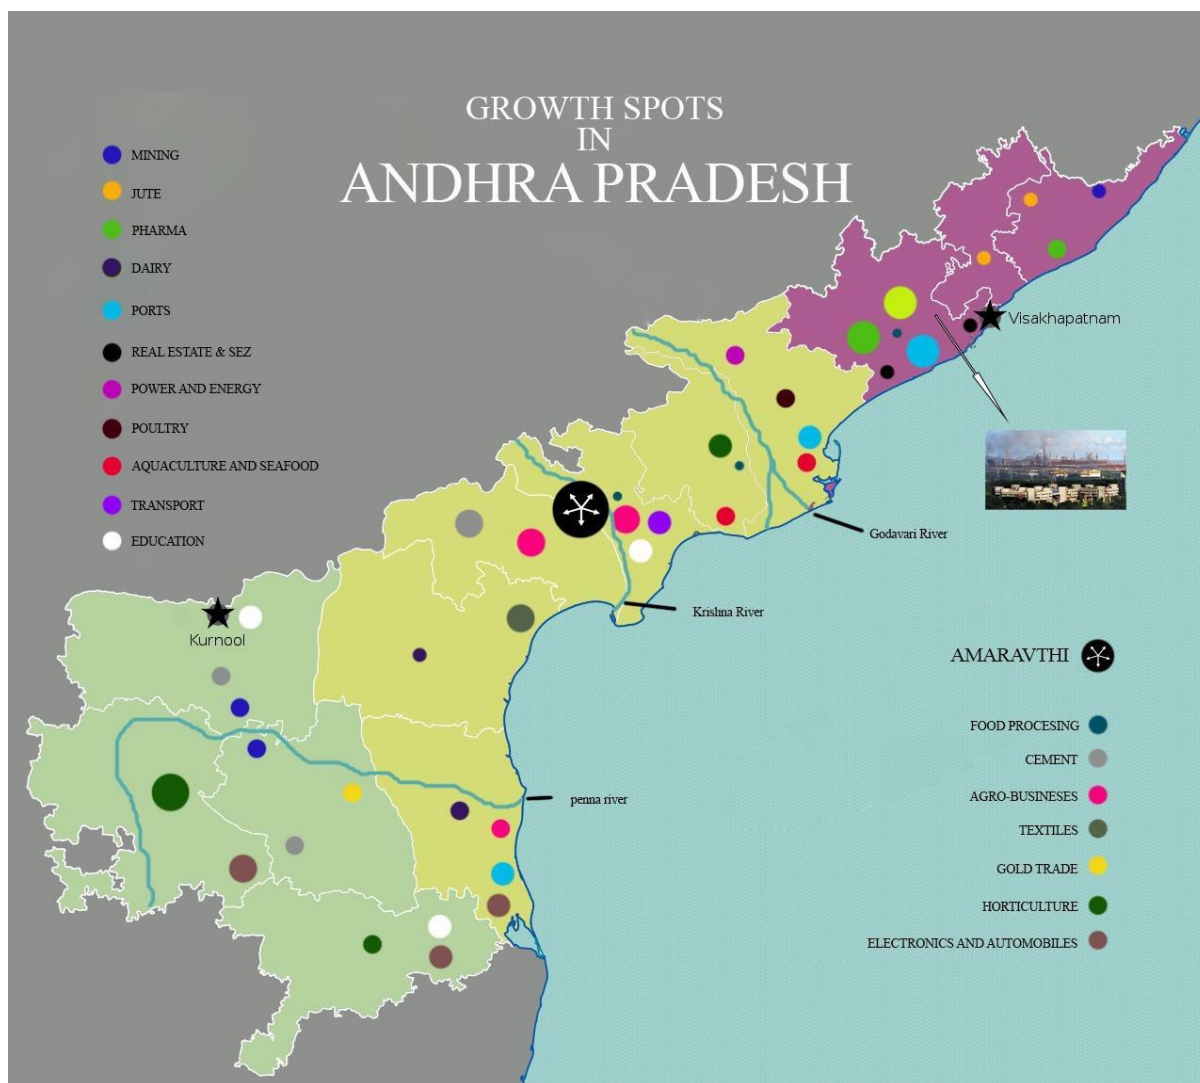 GROWTH SPOTS
IN
ANDHRA PRADESH
MINING
JUTE
PHARMA
DAIRY
PORTS
REAL ESTATE & SEZ
POWER AND ENERGY
POULTRY
AQUACULTURE AND SEAFOOD
TRANSPORT
EDUCATION
Visakhapatnam
Godavari River
Krishna River
Kurnool
penna river
AMARAVTHI
FOOD PROCESING
CEMENT
AGRO-BUSINESES
TEXTILES
GOLD TRADE
HORTICULTURE
ELECTRONICS AND AUTOMOBILES